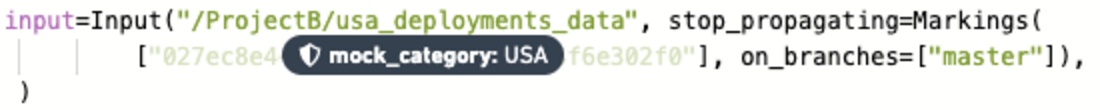 input=Input("/ProjectB/usa_deployments_data", stop_propagating=Markings(
["027ec8e4 mock_category: USA f6e302f0"], on_branches=["master"]),
)